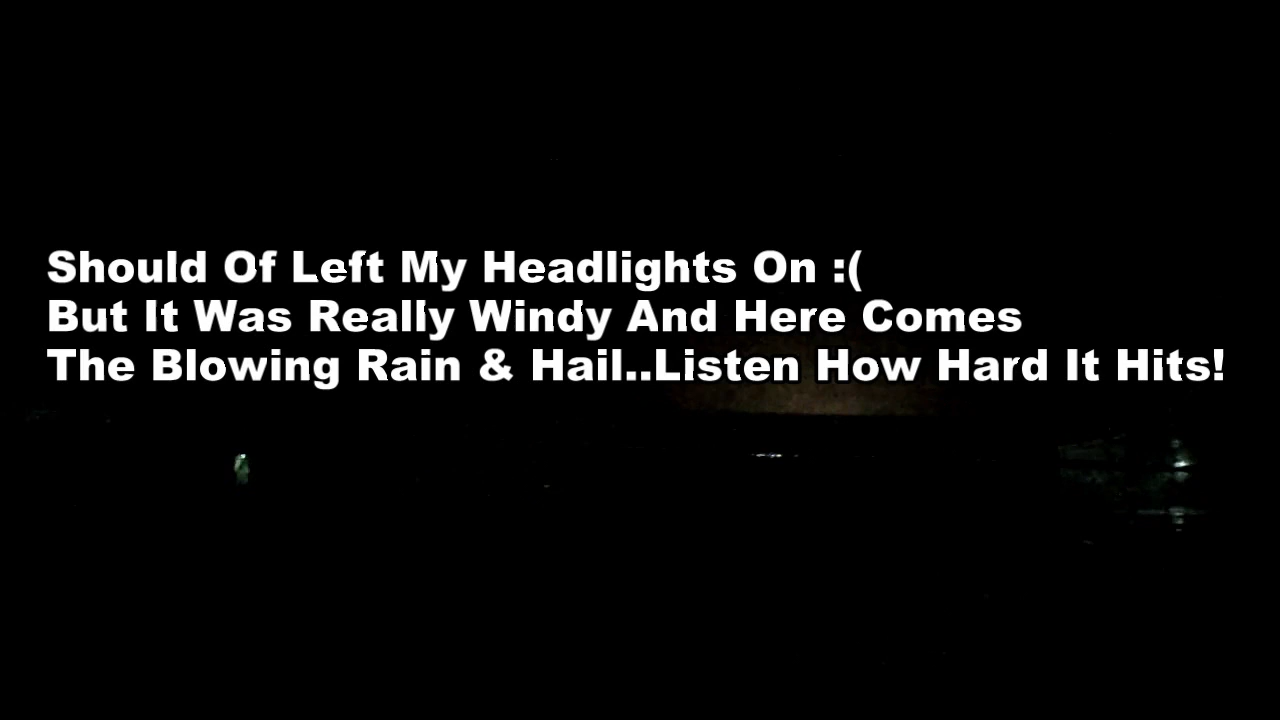 Should Of Left My Headlights On :(
But It Was Really Windy And Here Comes
The Blowing Rain & Hail..Listen How Hard It Hits!